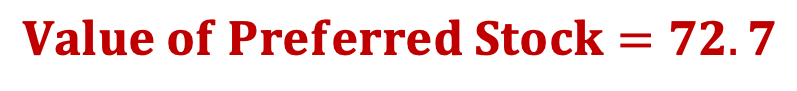 Value of Preferred Stock = 72.7